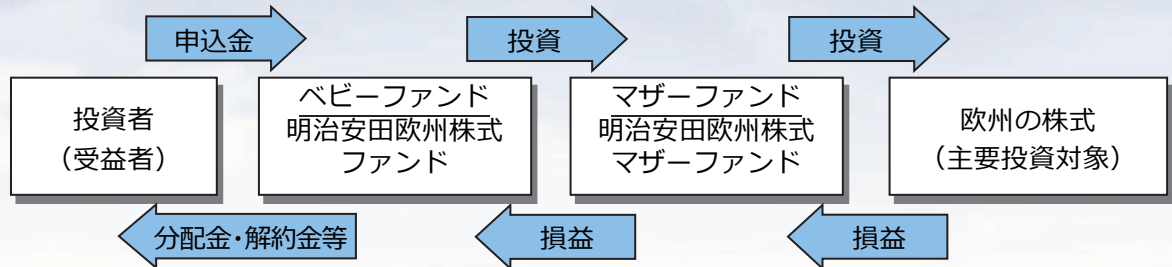 申込金
投資
投資
投資者
（受益者）
ベビーファンド
明治安田欧州株式
ファンド
マザーファンド
明治安田欧州株式
マザーファンド
欧州の株式
（主要投資対象）
分配金・解約金等
損益
損益